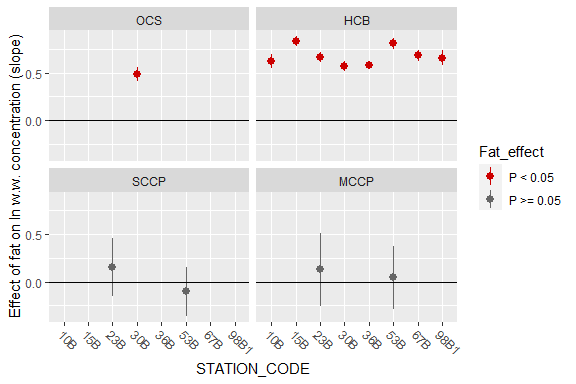 OCS
HCB
0.5
0.0
SCCP
MCCP
0.5
0.0
10B 15B 23B 30B 36B 53B 67B 98B1
10B 15B 23B 30B 36B 53B 67B 98B1
STATION_CODE
Effect of fat on ln w.w. concentration (slope)
Fat_effect
P < 0.05
P >= 0.05